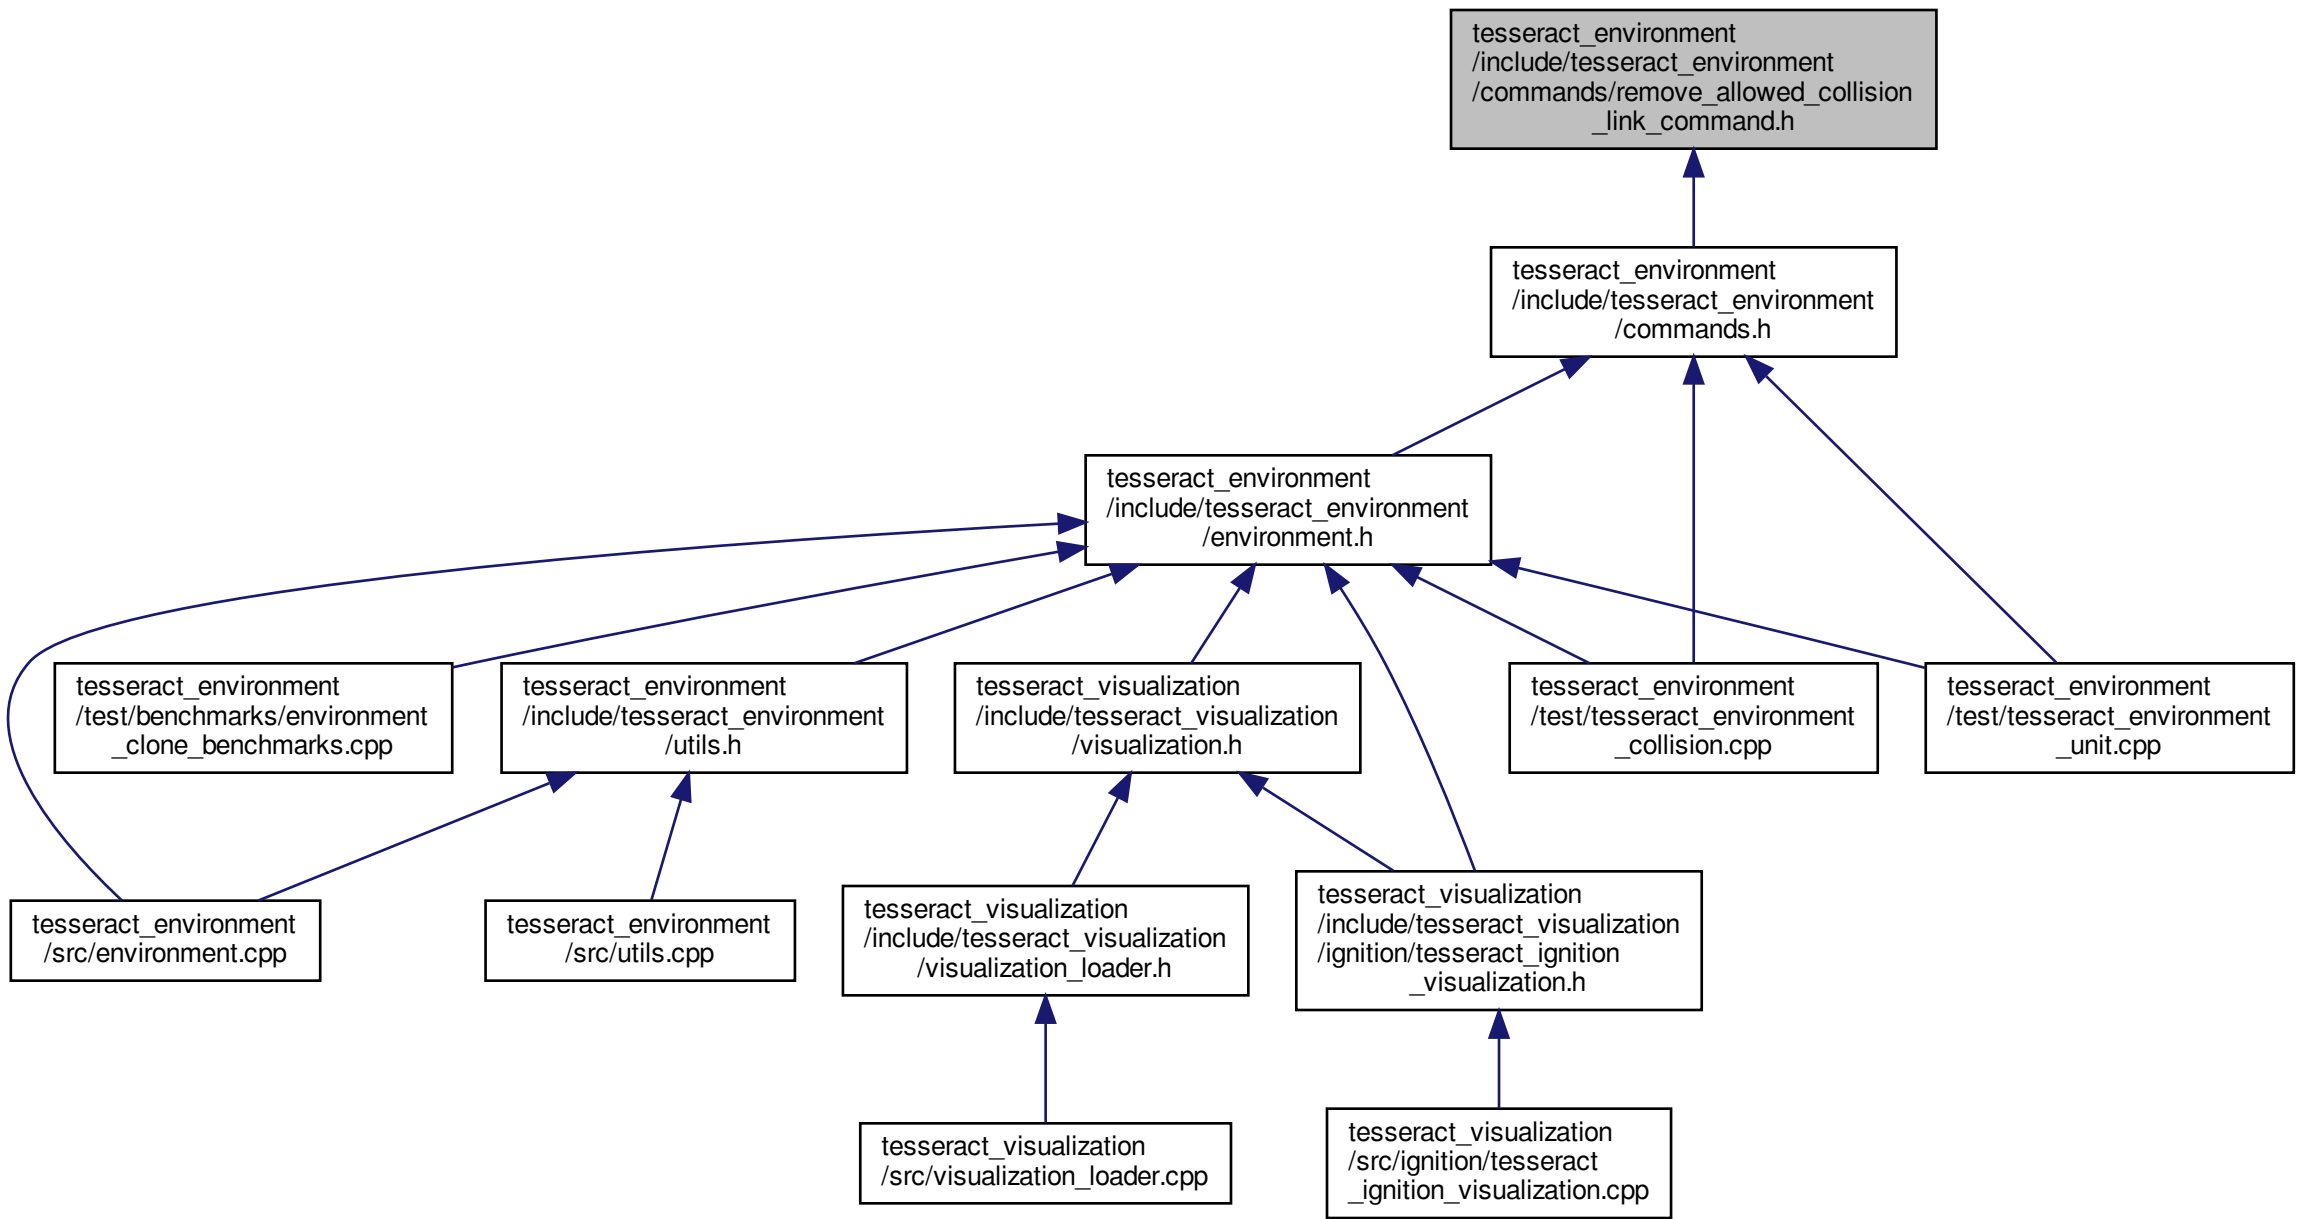 tesseract_environment
/include/tesseract_environment
/commands/remove_allowed_collision
_link_command.h
tesseract_environment
/include/tesseract_environment
/commands.h
tesseract_environment
/include/tesseract_environment
/environment.h
tesseract_environment
/test/benchmarks/environment
_clone_benchmarks.cpp
tesseract_environment
/include/tesseract_environment
/utils.h
tesseract_visualization
/include/tesseract_visualization
/visualization.h
tesseract_environment
/test/tesseract_environment
_collision.cpp
tesseract_environment
/test/tesseract_environment
_unit.cpp
tesseract_environment
/src/environment.cpp
tesseract_environment
/src/utils.cpp
tesseract_visualization
/include/tesseract_visualization
/visualization_loader.h
tesseract_visualization
/include/tesseract_visualization
/ignition/tesseract_ignition
_visualization.h
tesseract_visualization
/src/visualization_loader.cpp
tesseract_visualization
/src/ignition/tesseract
_ignition_visualization.cpp